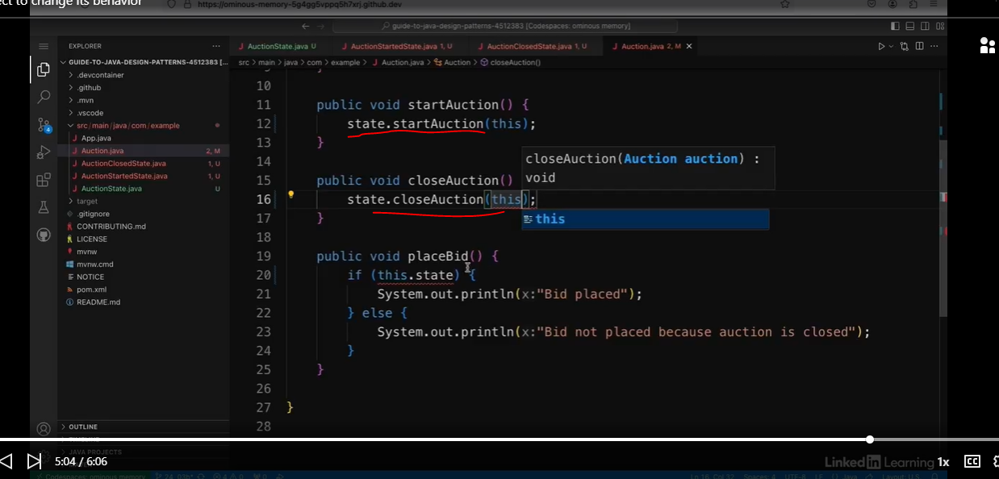 ect to change its behavior
https://ominous-memory-5g4gg5vppq5h7xrj.github.dev
guide-to-java-design-patterns-4512383 [Codespaces: ominous memory]
EXPLORER
AuctionState.java U
AuctionStartedState.java 1, U
AuctionClosedState.java 1, U
Auction.java 2, M
GUIDE-TO-JAVA-DESIGN-PATTERNS-4512383 [...
src > main > java > com > example > Auction.java > Auction > closeAuction()
.devcontainer
.github
.mvn
.vscode
src/main/java/com/example
App.java
Auction.java 2, M
AuctionClosedState.java 1, U
AuctionStartedState.java 1, U
AuctionState.java U
target
.gitignore
CONTRIBUTING.md
LICENSE
mvnw
mvnw.cmd
NOTICE
pom.xml
README.md
4
10
11 public void startAuction() {
12 state.startAuction(this);
13 }
14
15 public void closeAuction()
16 state.closeAuction(this);
17 }
closeAuction(Auction auction) :
void
this
18
19 public void placeBid() {
20 if (this.state) {
21 System.out.println(x:"Bid placed");
22 } else {
23 System.out.println(x:"Bid not placed because auction is closed");
24 }
25 }
26
27 }
28
OUTLINE
TIMELINE
JAVA PROJECTS
5:04 / 6:06
LinkedIn Learning
1x
CC